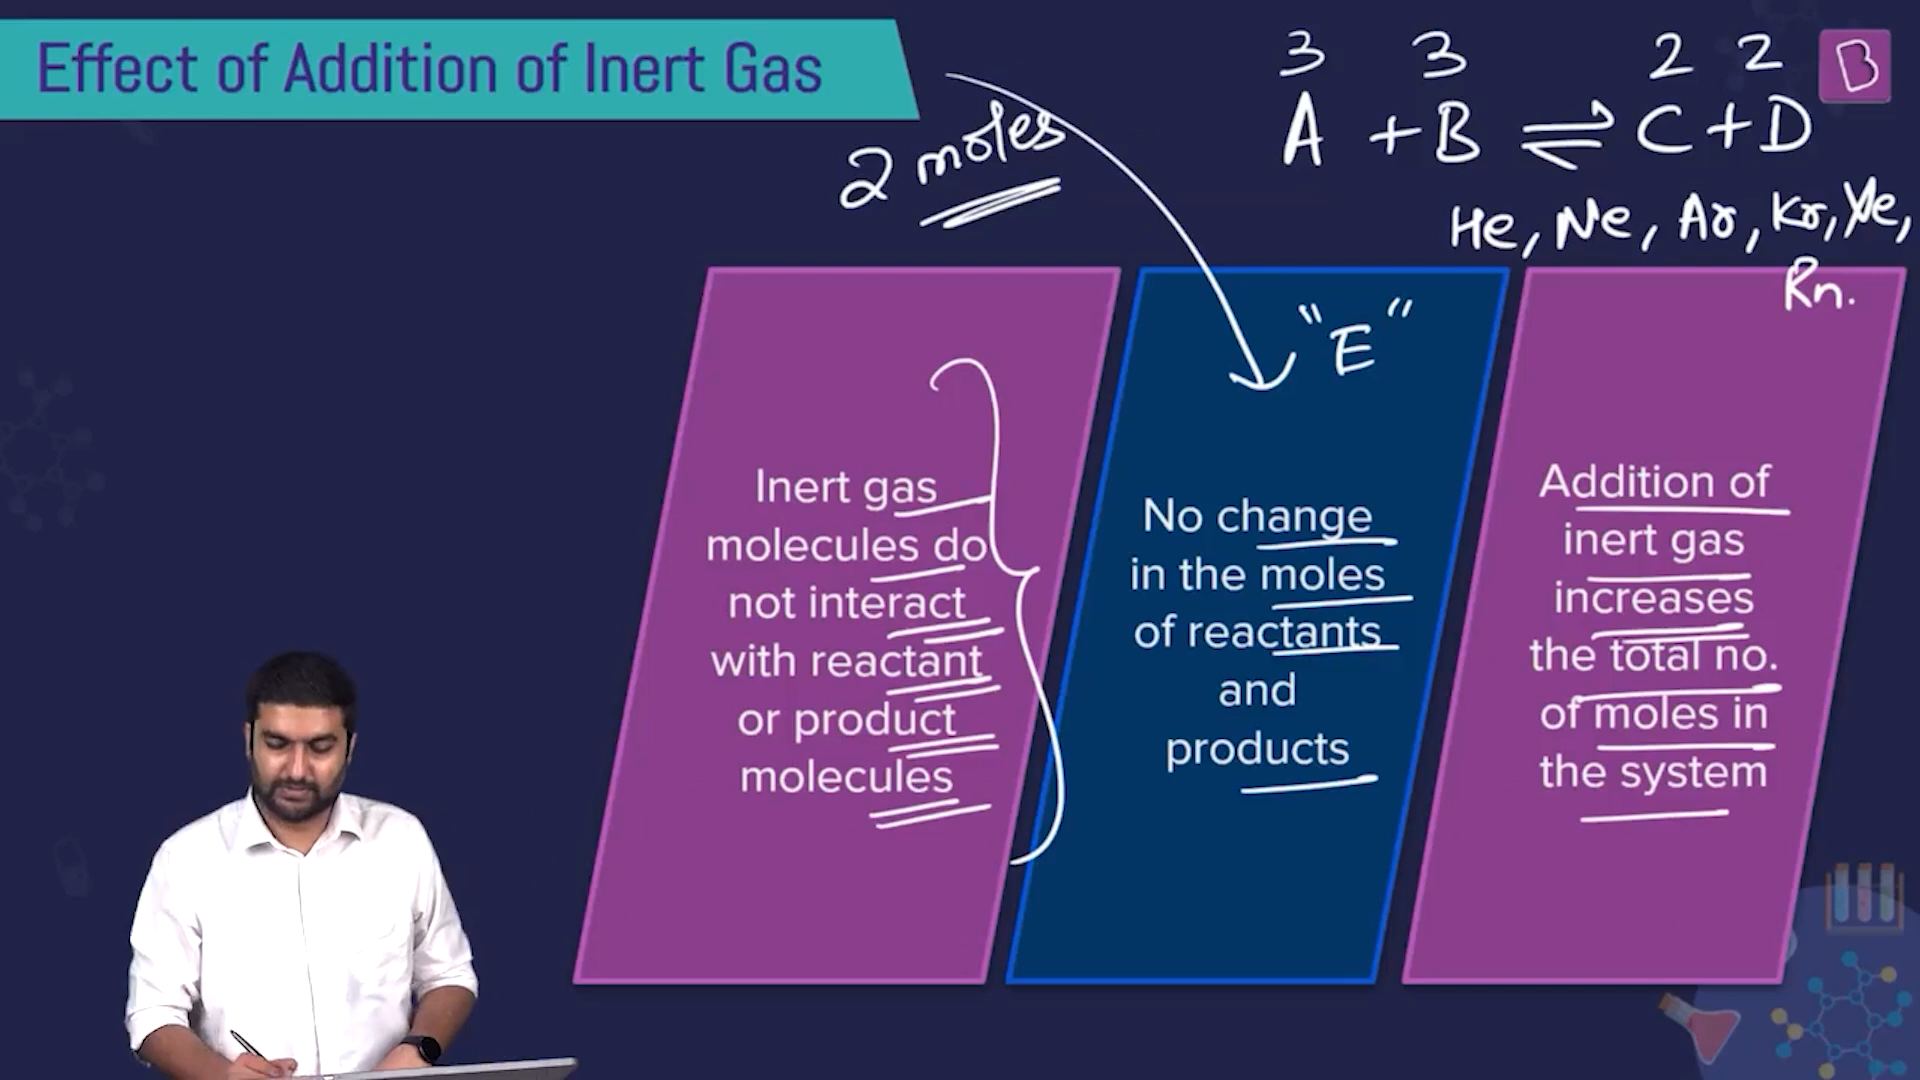 Effect of Addition of Inert Gas
3 3 2 2
A + B ⇌ C + D
B
2 moles
He, Ne, Ar, Kr, Xe,
Rn.
"E"
Inert gas
molecules do
not interact
with reactant
or product
molecules
No change
in the moles
of reactants
and
products
Addition of
inert gas
increases
the total no.
of moles in
the system